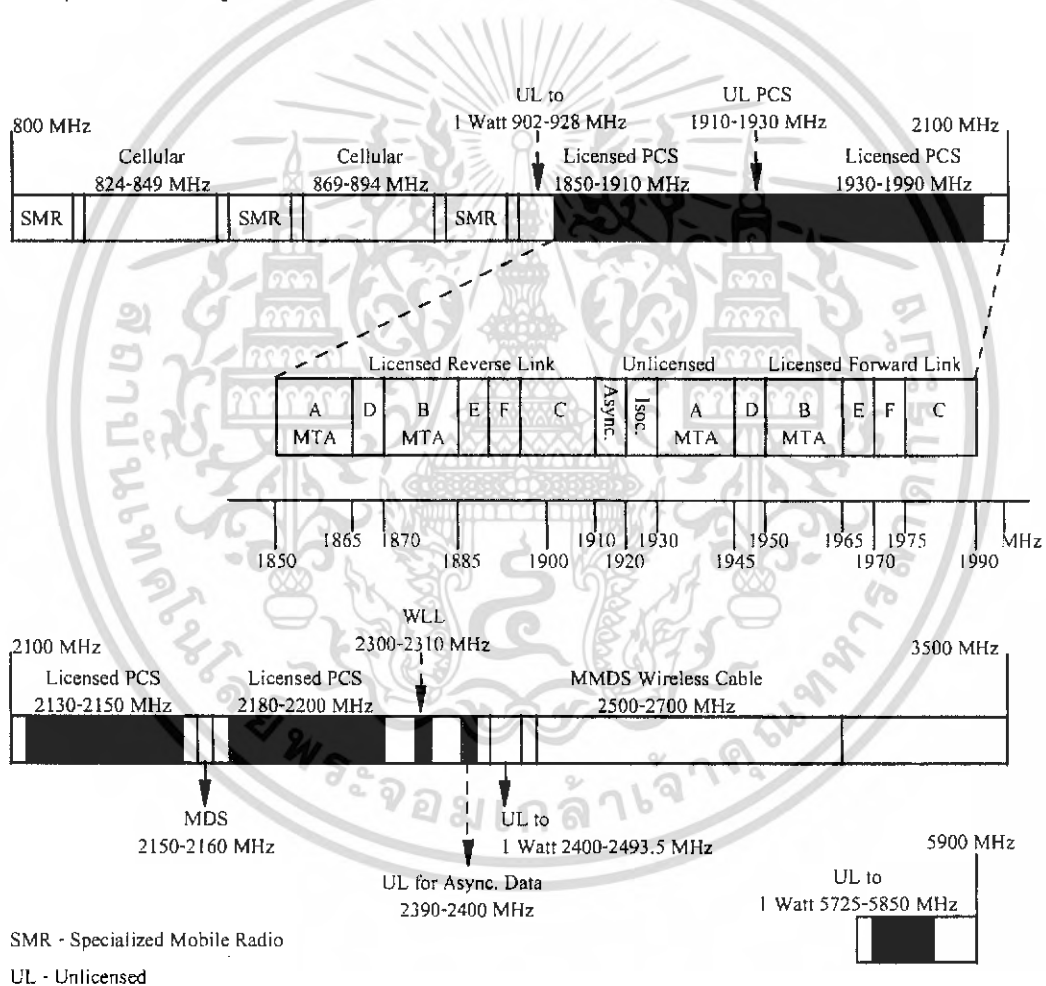 UL to
1 Watt 902-928 MHz
UL PCS
1910-1930 MHz
800 MHz
2100 MHz
Cellular
824-849 MHz
Cellular
869-894 MHz
Licensed PCS
1850-1910 MHz
Licensed PCS
1930-1990 MHz
SMR
SMR
SMR
Licensed Reverse Link
Unlicensed
Licensed Forward Link
A
MTA
D
B
MTA
E
F
C
Async.
Isoc.
A
MTA
D
B
MTA
E
F
C
1850
1865
1870
1885
1900
1910
1920
1930
1945
1950
1965
1970
1975
1990
MHz
WLL
2300-2310 MHz
2100 MHz
3500 MHz
Licensed PCS
2130-2150 MHz
Licensed PCS
2180-2200 MHz
MMDS Wireless Cable
2500-2700 MHz
MDS
2150-2160 MHz
UL to
1 Watt 2400-2493.5 MHz
UL for Async. Data
2390-2400 MHz
5900 MHz
UL to
1 Watt 5725-5850 MHz
SMR - Specialized Mobile Radio
UL - Unlicensed